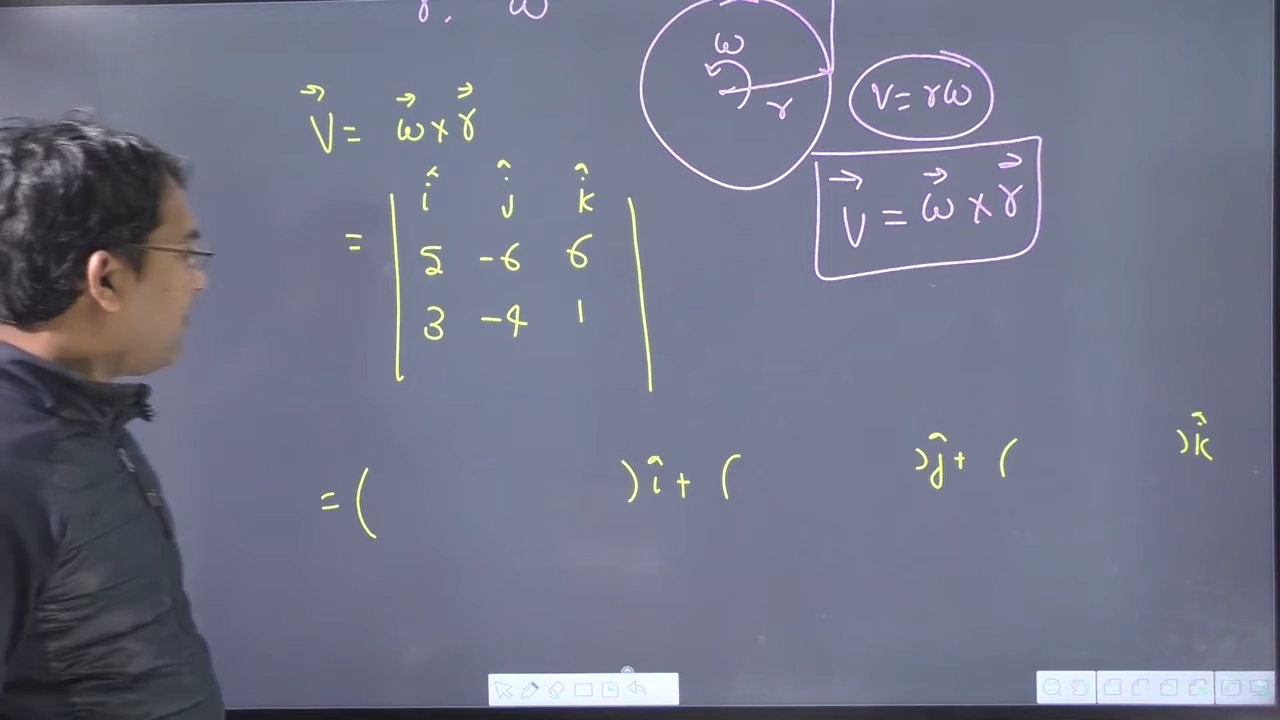 r, ω
ω
r
V = rω
V⃗ = ω⃗ × r⃗
V⃗ = ω⃗ × r⃗
= | î ĵ k̂ |
5 -6 6
3 -4 1
= ( ) î + ( ) ĵ + ( ) k̂